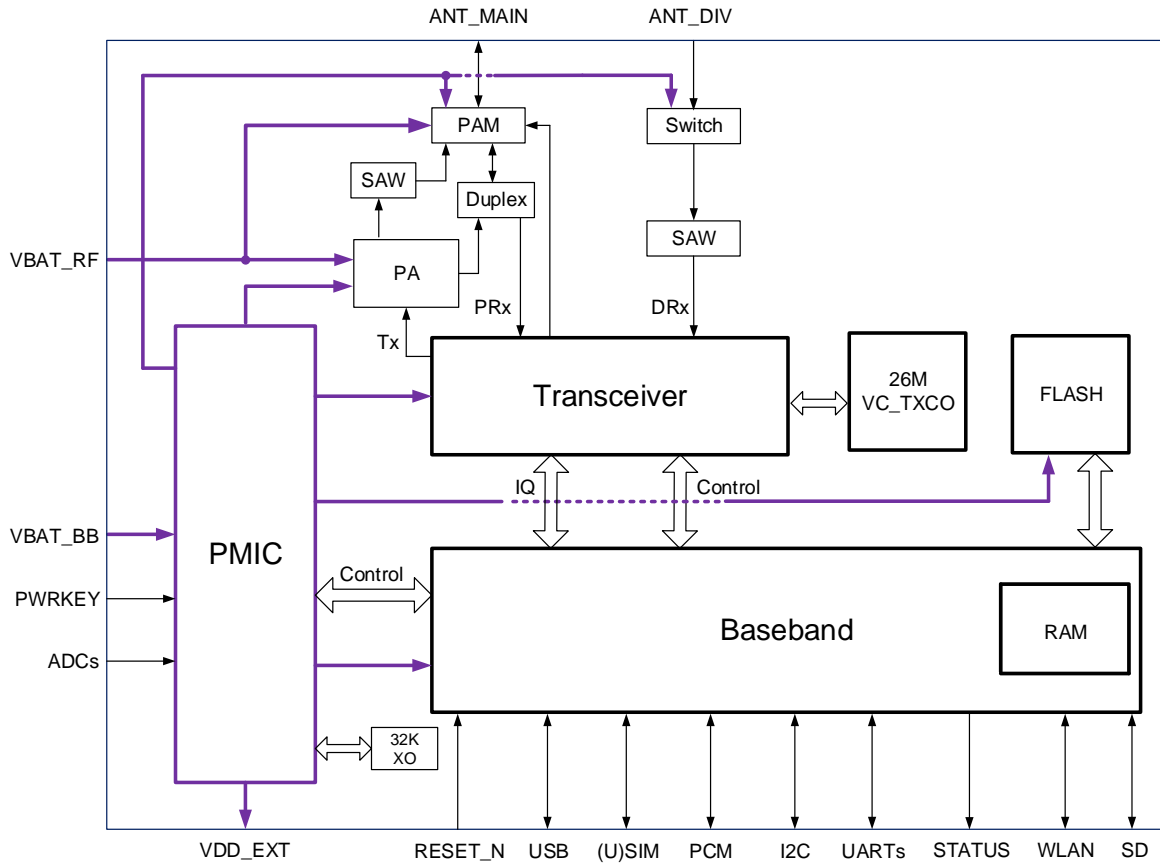 ANT_MAIN
ANT_DIV
PAM
Switch
SAW
Duplex
SAW
VBAT_RF
PA
PRx
DRx
Tx
Transceiver
26M
VC_TXCO
FLASH
IQ
Control
VBAT_BB
PMIC
Control
PWRKEY
Baseband
RAM
ADCs
32K
XO
VDD_EXT
RESET_N
USB
(U)SIM
PCM
I2C
UARTs
STATUS
WLAN
SD